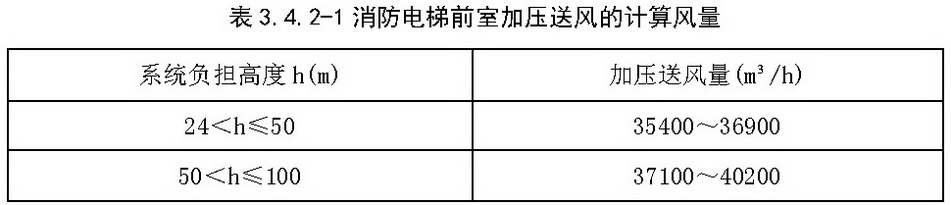 表3.4.2-1 消防电梯前室加压送风的计算风量
系统负担高度h(m) 加压送风量(m³/h)
24<h≤50 35400～36900
50<h≤100 37100～40200